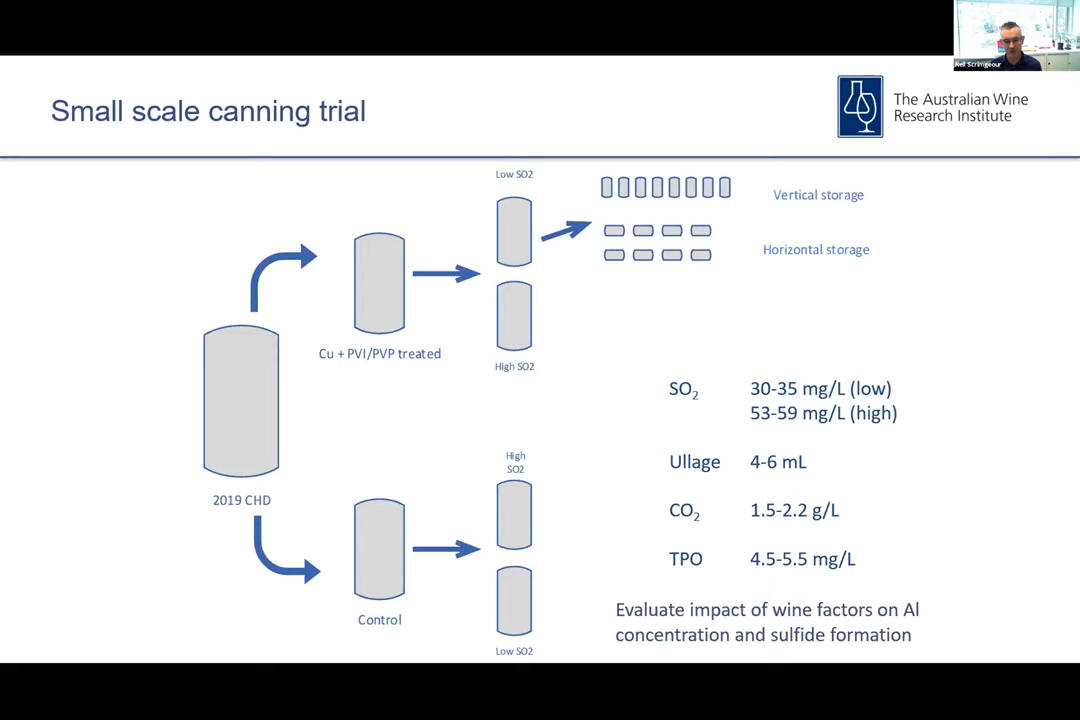 Neil Scrimgeour
Small scale canning trial
The Australian Wine
Research Institute
Low SO2
Vertical storage
Horizontal storage
Cu + PVI/PVP treated
High SO2
SO2 30-35 mg/L (low)
53-59 mg/L (high)
Ullage 4-6 mL
CO2 1.5-2.2 g/L
TPO 4.5-5.5 mg/L
2019 CHD
High
SO2
Control
Low SO2
Evaluate impact of wine factors on Al
concentration and sulfide formation